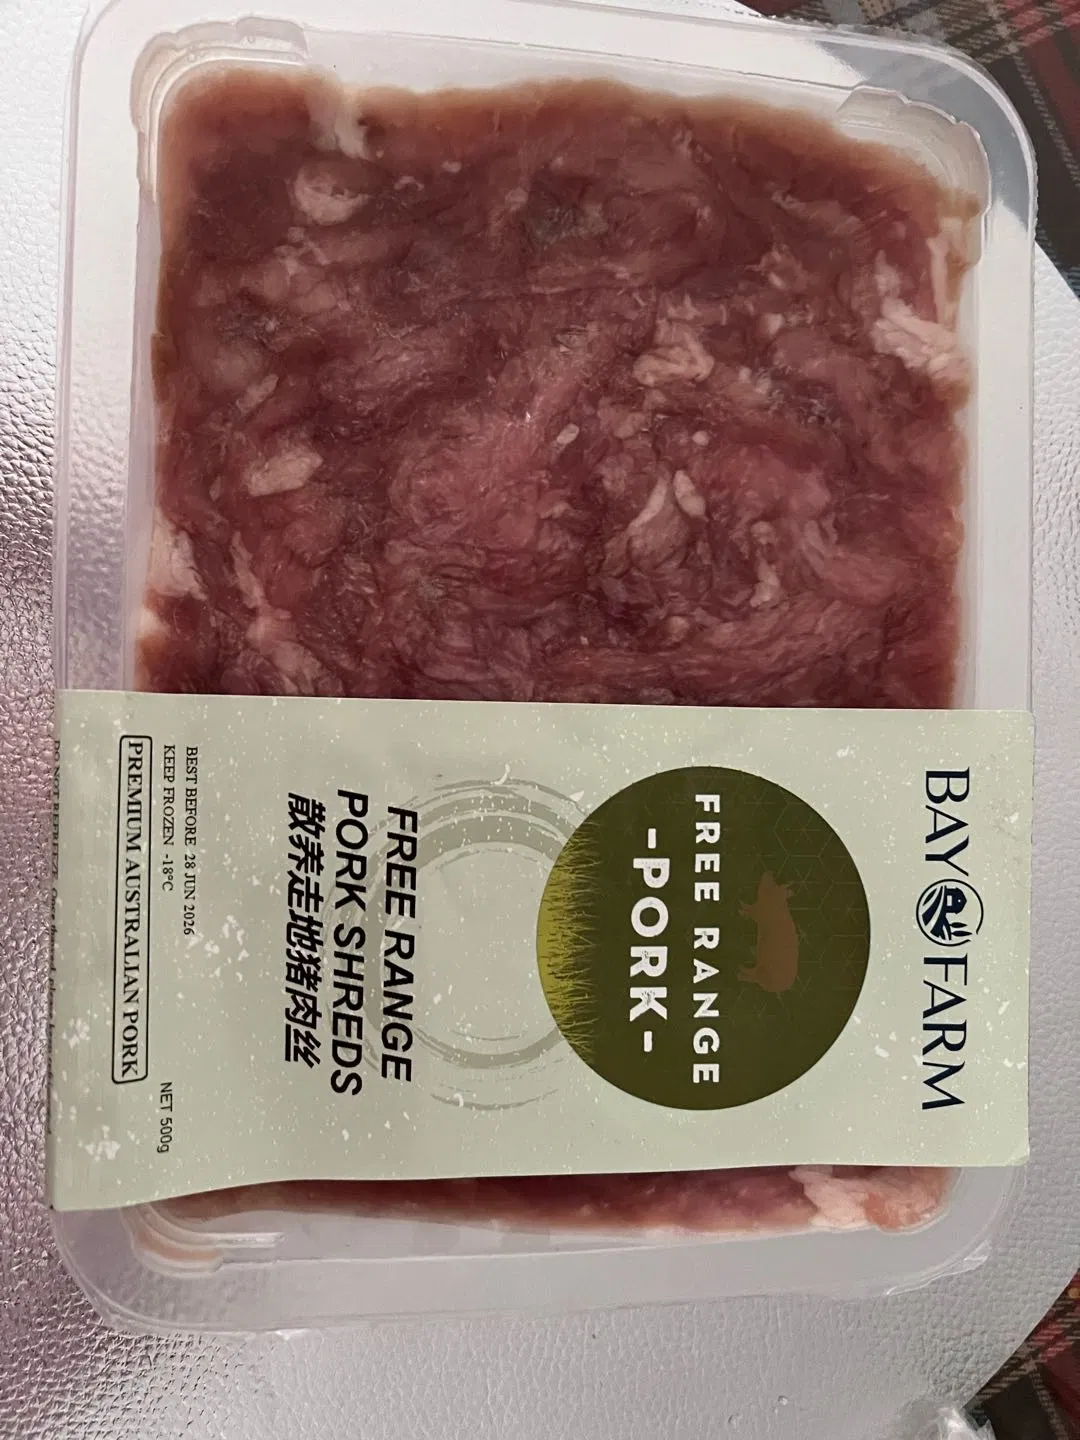 BAY FARM
FREE RANGE
-PORK-
FREE RANGE
PORK SHREDS
散养走地猪肉丝
BEST BEFORE 28 JUN 2026
KEEP FROZEN -18°C
NET 500g
PREMIUM AUSTRALIAN PORK